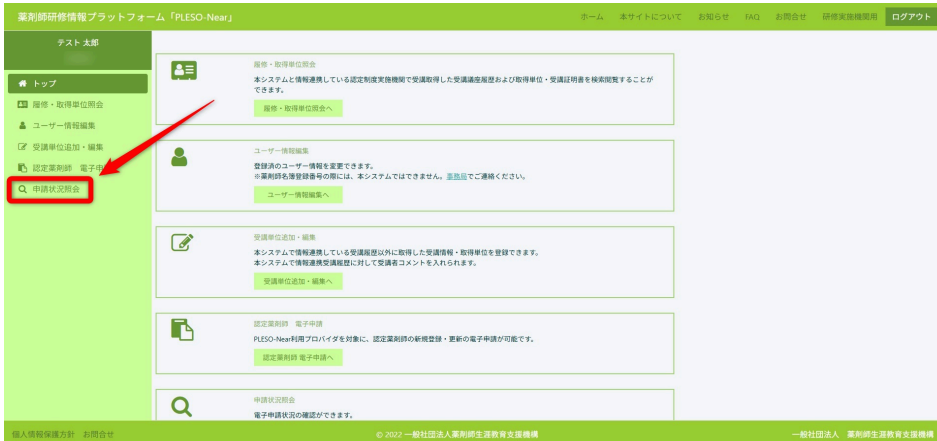 薬剤師研修情報プラットフォーム「PLESO-Near」
ホーム 本サイトについて お知らせ FAQ お問合せ 研修実施機関用 ログアウト
テスト 太郎
トップ
履修・取得単位照会
ユーザー情報編集
受講単位追加・編集
認定薬剤師 電子申
申請状況照会
履修・取得単位照会
本システムと情報連携している認定制度実施機関で受講取得した受講講座履歴および取得単位・受講証明書を検索閲覧することが
できます。
履修・取得単位照会へ
ユーザー情報編集
登録済のユーザー情報を変更できます。
※薬剤師名簿登録番号の際には、本システムではできません。事務局でご連絡ください。
ユーザー情報編集へ
受講単位追加・編集
本システムで情報連携している受講履歴以外に取得した受講情報・取得単位を登録できます。
本システムで情報連携受講履歴に対して受講者コメントを入れられます。
受講単位追加・編集へ
認定薬剤師 電子申請
PLESO-Near利用プロバイダを対象に、認定薬剤師の新規登録・更新の電子申請が可能です。
認定薬剤師 電子申請へ
申請状況照会
電子申請状況の確認ができます。
個人情報保護方針 お問合せ
© 2022 一般社団法人薬剤師生涯教育支援機構
一般社団法人 薬剤師生涯教育支援機構